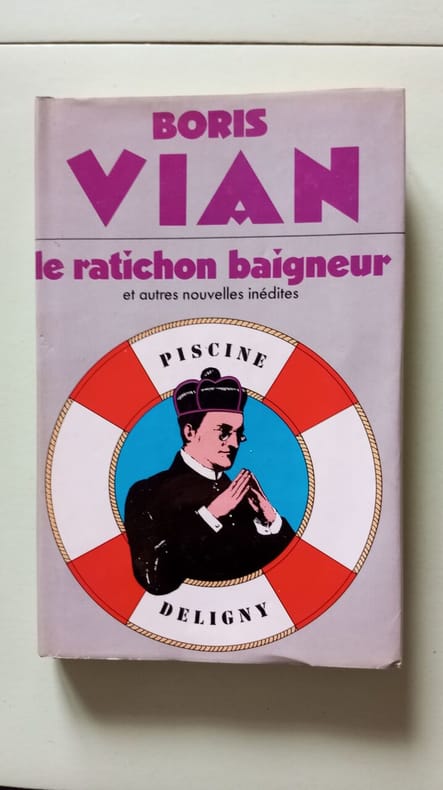 BORIS
VIAN
le ratichon baigneur
et autres nouvelles inédites
PISCINE
DELIGNY